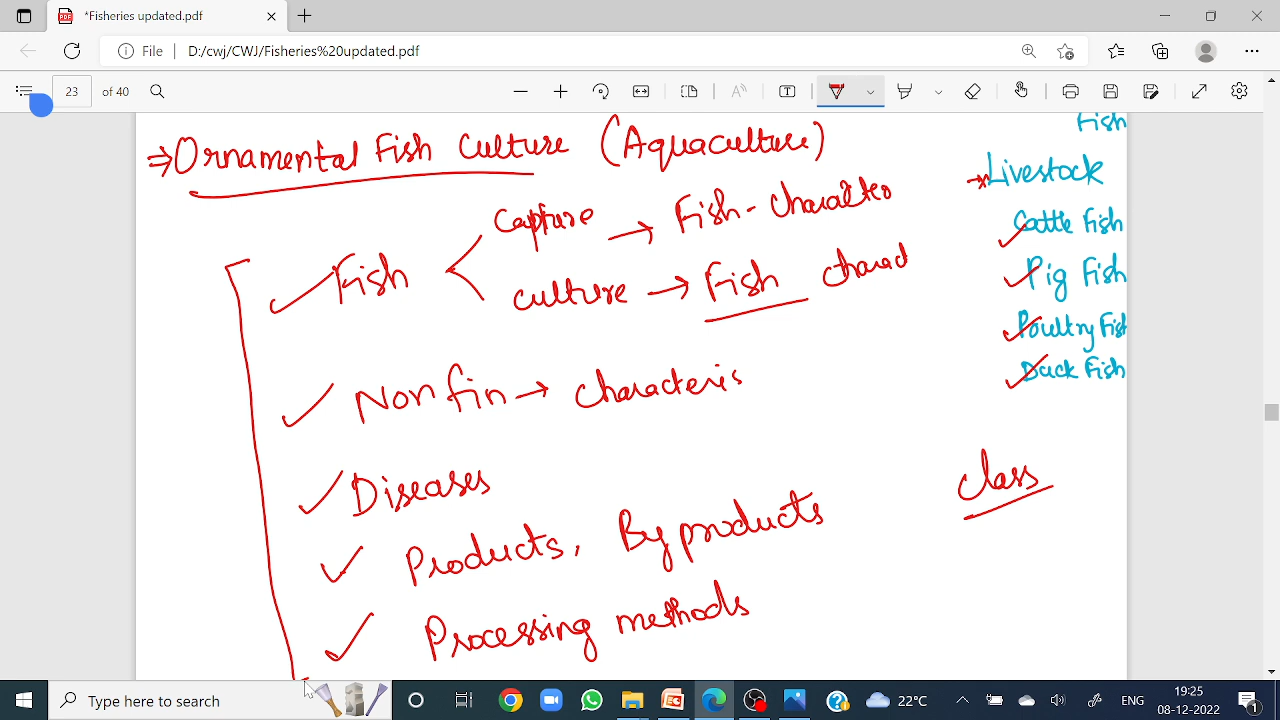 *Fisheries updated.pdf
File D:/cwj/CWJ/Fisheries%20updated.pdf
23 of 40
⇒Ornamental Fish Culture (Aquaculture)
Capture → Fish - character
Fish
culture → Fish charact
Non fin → characteris
Diseases
Products, By products
Processing methods
Fish
Livestock
Cattle Fish
Pig Fish
Poultry Fish
Duck Fish
class
Type here to search
22°C
ENG
19:25
08-12-2022